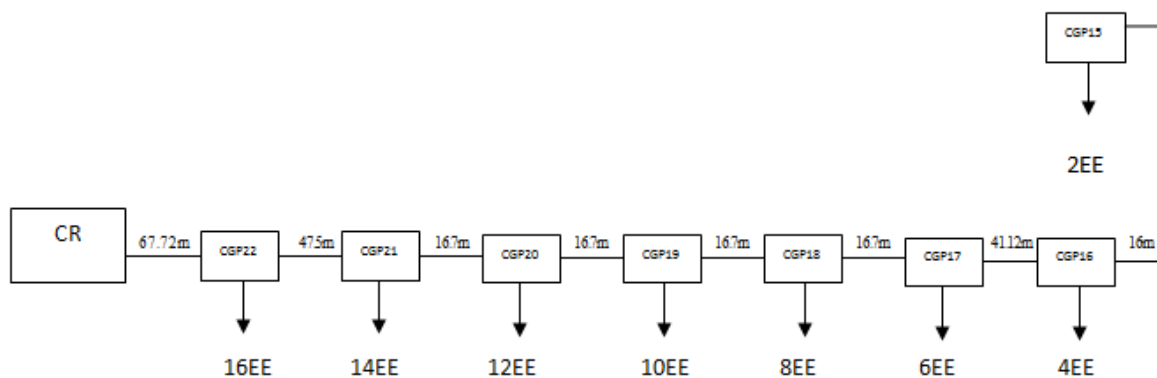 CGP15
2EE
CR
67.72m
CGP22
47.5m
CGP21
16.7m
CGP20
16.7m
CGP19
16.7m
CGP18
16.7m
CGP17
41.12m
CGP16
16m
16EE
14EE
12EE
10EE
8EE
6EE
4EE